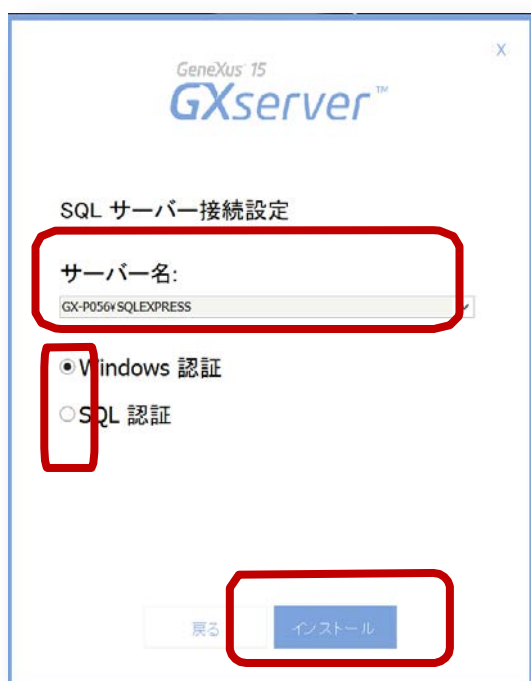 X
GeneXus 15
GXserver™
SQL サーバー接続設定
サーバー名:
GX-P056¥SQLEXPRESS
Windows 認証
SQL 認証
戻る
インストール